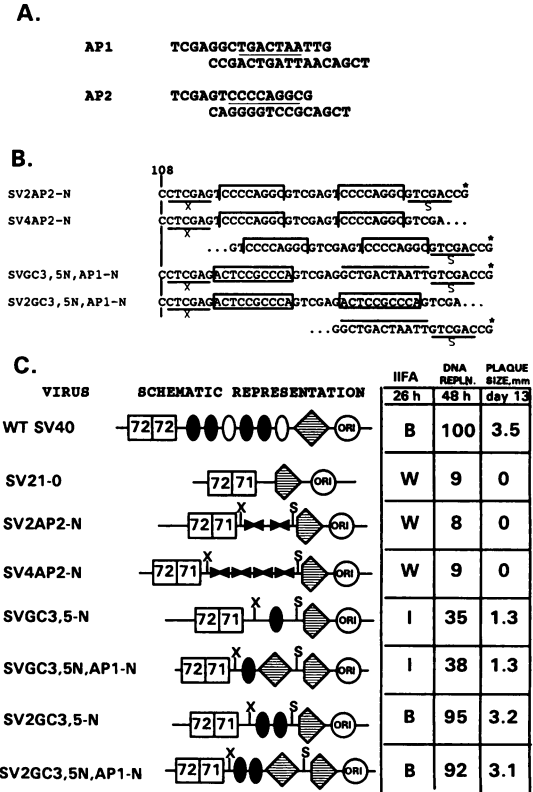 A.
AP1 TCGAGGCTGACTAATTG
CCGACTGATTAACAGCT
AP2 TCGAGTCCCCAGGCG
CAGGGGTCCGCAGCT
B.
108
SV2AP2-N CCTCGAGTCCCCAGGCGTCGAGTCCCCAGGCGTCGACCG*
X S
SV4AP2-N CCTCGAGTCCCCAGGCGTCGAGTCCCCAGGCGTCGA...
X
...GTCCCCAGGCGTCGAGTCCCCAGGCGTCGACCG*
S
SVGC3,5N,AP1-N CCTCGAGACTCCGCCCAGTCGAGGCTGACTAATTGTCGACCG*
X S
SV2GC3,5N,AP1-N CCTCGAGACTCCGCCCAGTCGAGACTCCGCCCAGTCGA...
X
...GGCTGACTAATTGTCGACCG*
S
C.
VIRUS SCHEMATIC REPRESENTATION IIFA 26 h DNA REPLN. 48 h PLAQUE SIZE,mm day 13
WT SV40 72 72 ORI B 100 3.5
SV21-0 72 71 ORI W 9 0
SV2AP2-N 72 71 X S ORI W 8 0
SV4AP2-N 72 71 X S ORI W 9 0
SVGC3,5-N 72 71 X S ORI I 35 1.3
SVGC3,5N,AP1-N 72 71 X S ORI I 38 1.3
SV2GC3,5-N 72 71 X S ORI B 95 3.2
SV2GC3,5N,AP1-N 72 71 X S ORI B 92 3.1